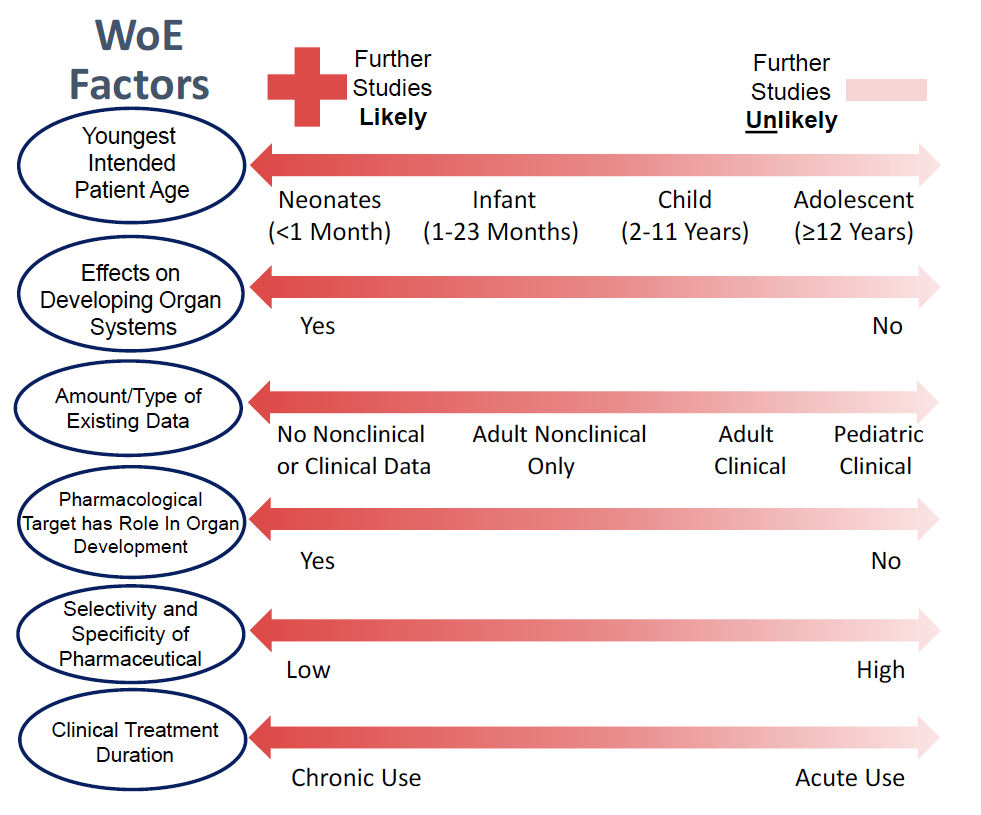 WoE
Factors
Further
Studies
Likely
Further
Studies
Unlikely
Youngest
Intended
Patient Age
Neonates
(<1 Month)
Infant
(1-23 Months)
Child
(2-11 Years)
Adolescent
(≥12 Years)
Effects on
Developing Organ
Systems
Yes
No
Amount/Type of
Existing Data
No Nonclinical
or Clinical Data
Adult Nonclinical
Only
Adult
Clinical
Pediatric
Clinical
Pharmacological
Target has Role In Organ
Development
Yes
No
Selectivity and
Specificity of
Pharmaceutical
Low
High
Clinical Treatment
Duration
Chronic Use
Acute Use